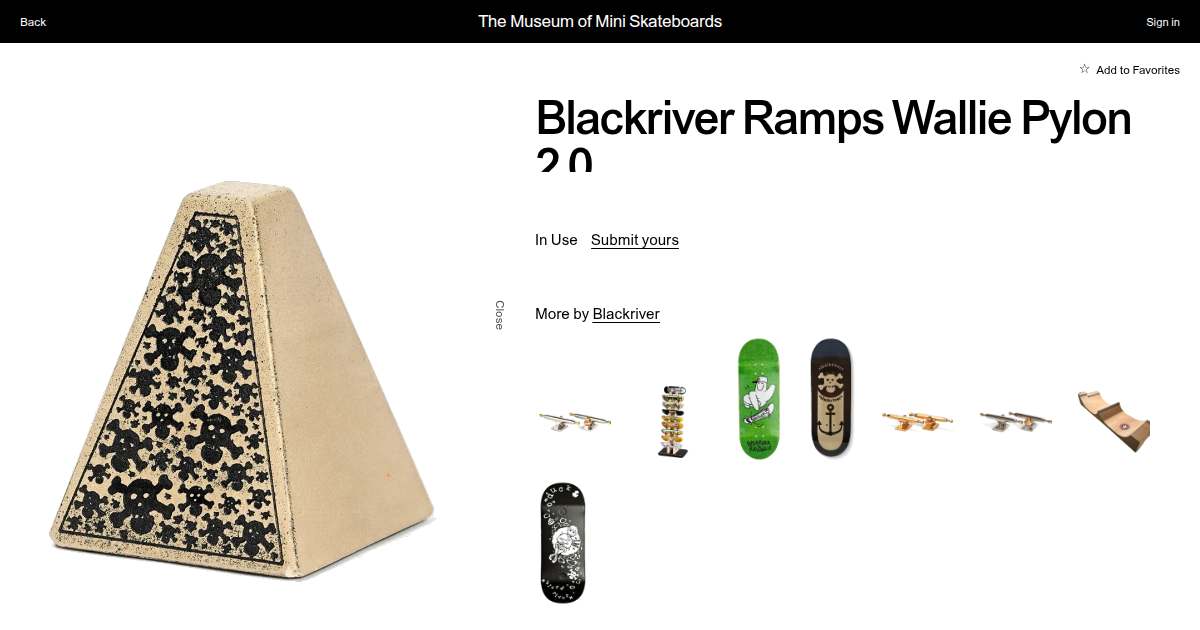 Back
The Museum of Mini Skateboards
Sign in
☆ Add to Favorites
Blackriver Ramps Wallie Pylon
2.0
In Use Submit yours
Close
More by Blackriver